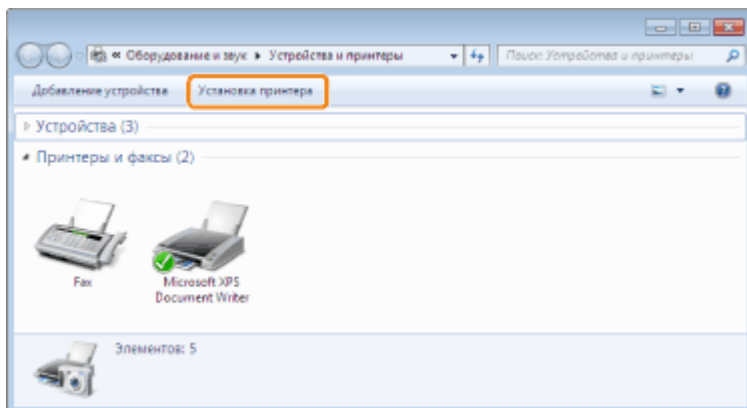 « Оборудование и звук ▸ Устройства и принтеры
Поиск: Устройства и принтеры
Добавление устройства
Установка принтера
Устройства (3)
Принтеры и факсы (2)
Fax
Microsoft XPS
Document Writer
Элементов: 5